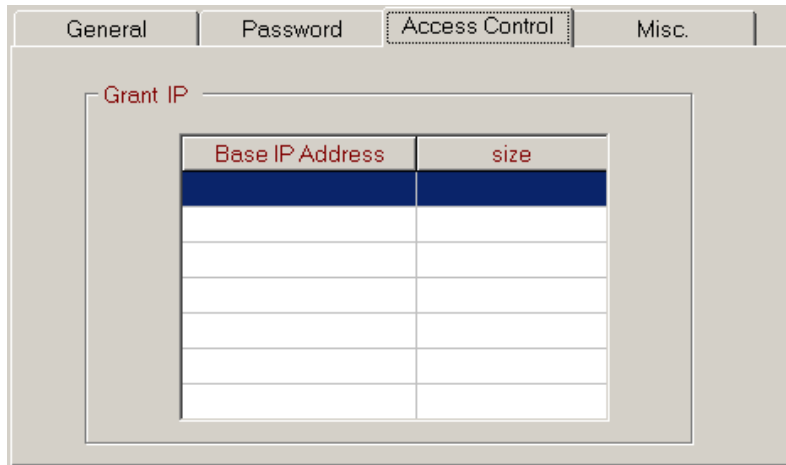 General Password Access Control Misc.
Grant IP
Base IP Address size